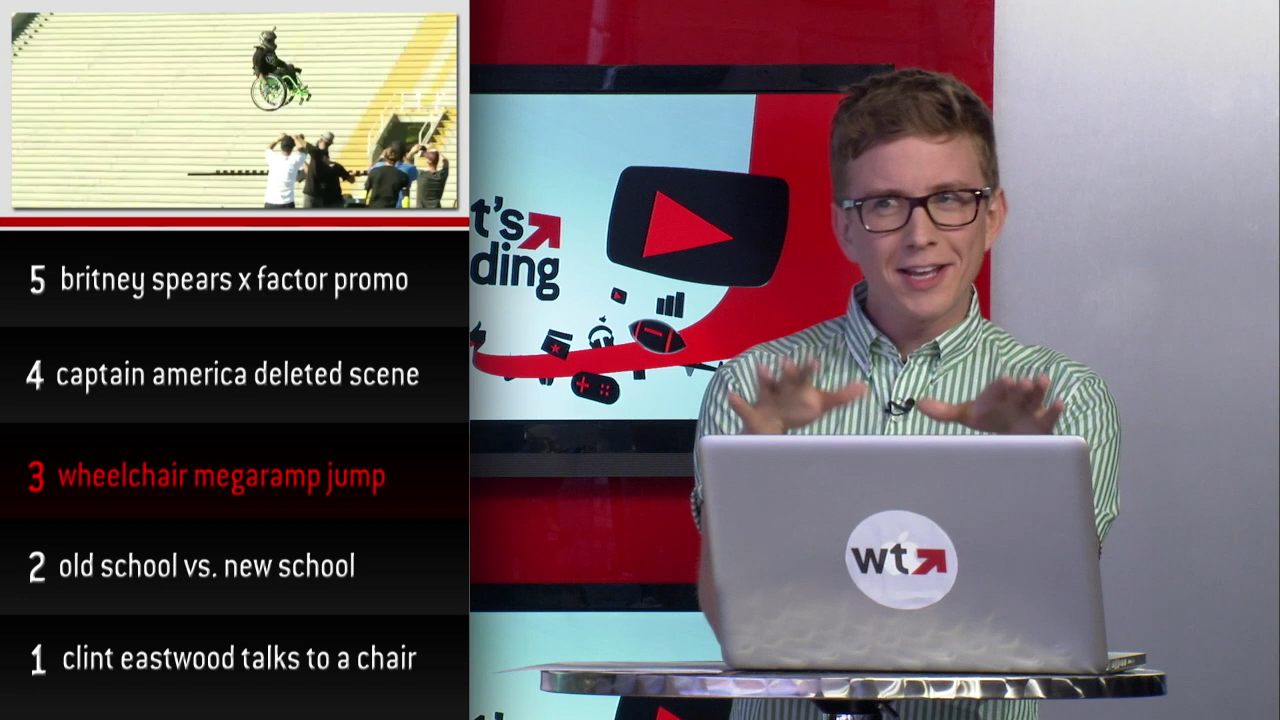 5 britney spears x factor promo
4 captain america deleted scene
3 wheelchair megaramp jump
2 old school vs. new school
1 clint eastwood talks to a chair
t's
ding
wt